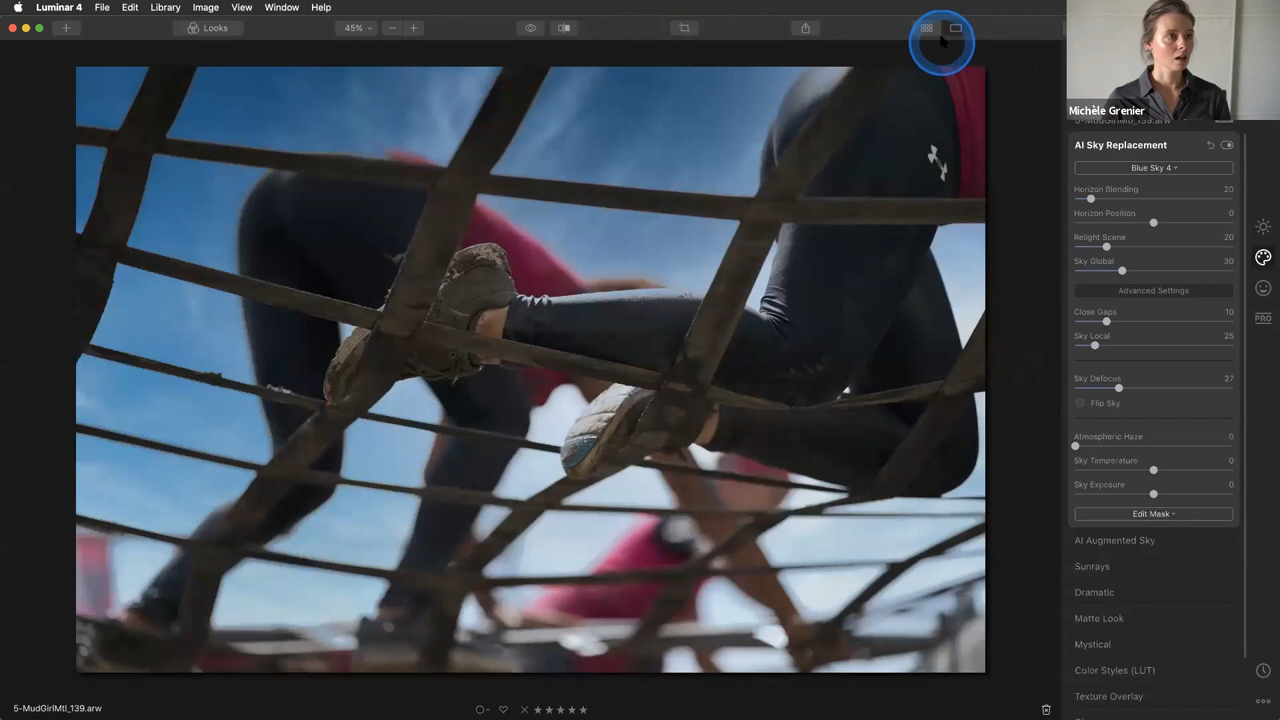 Luminar 4 File Edit Library Image View Window Help
Looks
45%
Michèle Grenier
5-MudGirlMtl_139.arw
AI Sky Replacement
Blue Sky 4
Horizon Blending 20
Horizon Position 0
Relight Scene 20
Sky Global 30
Advanced Settings
Close Gaps 10
Sky Local 25
Sky Defocus 27
Flip Sky
Atmospheric Haze 0
Sky Temperature 0
Sky Exposure 0
Edit Mask
AI Augmented Sky
Sunrays
Dramatic
Matte Look
Mystical
Color Styles (LUT)
Texture Overlay
PRO
5-MudGirlMtl_139.arw